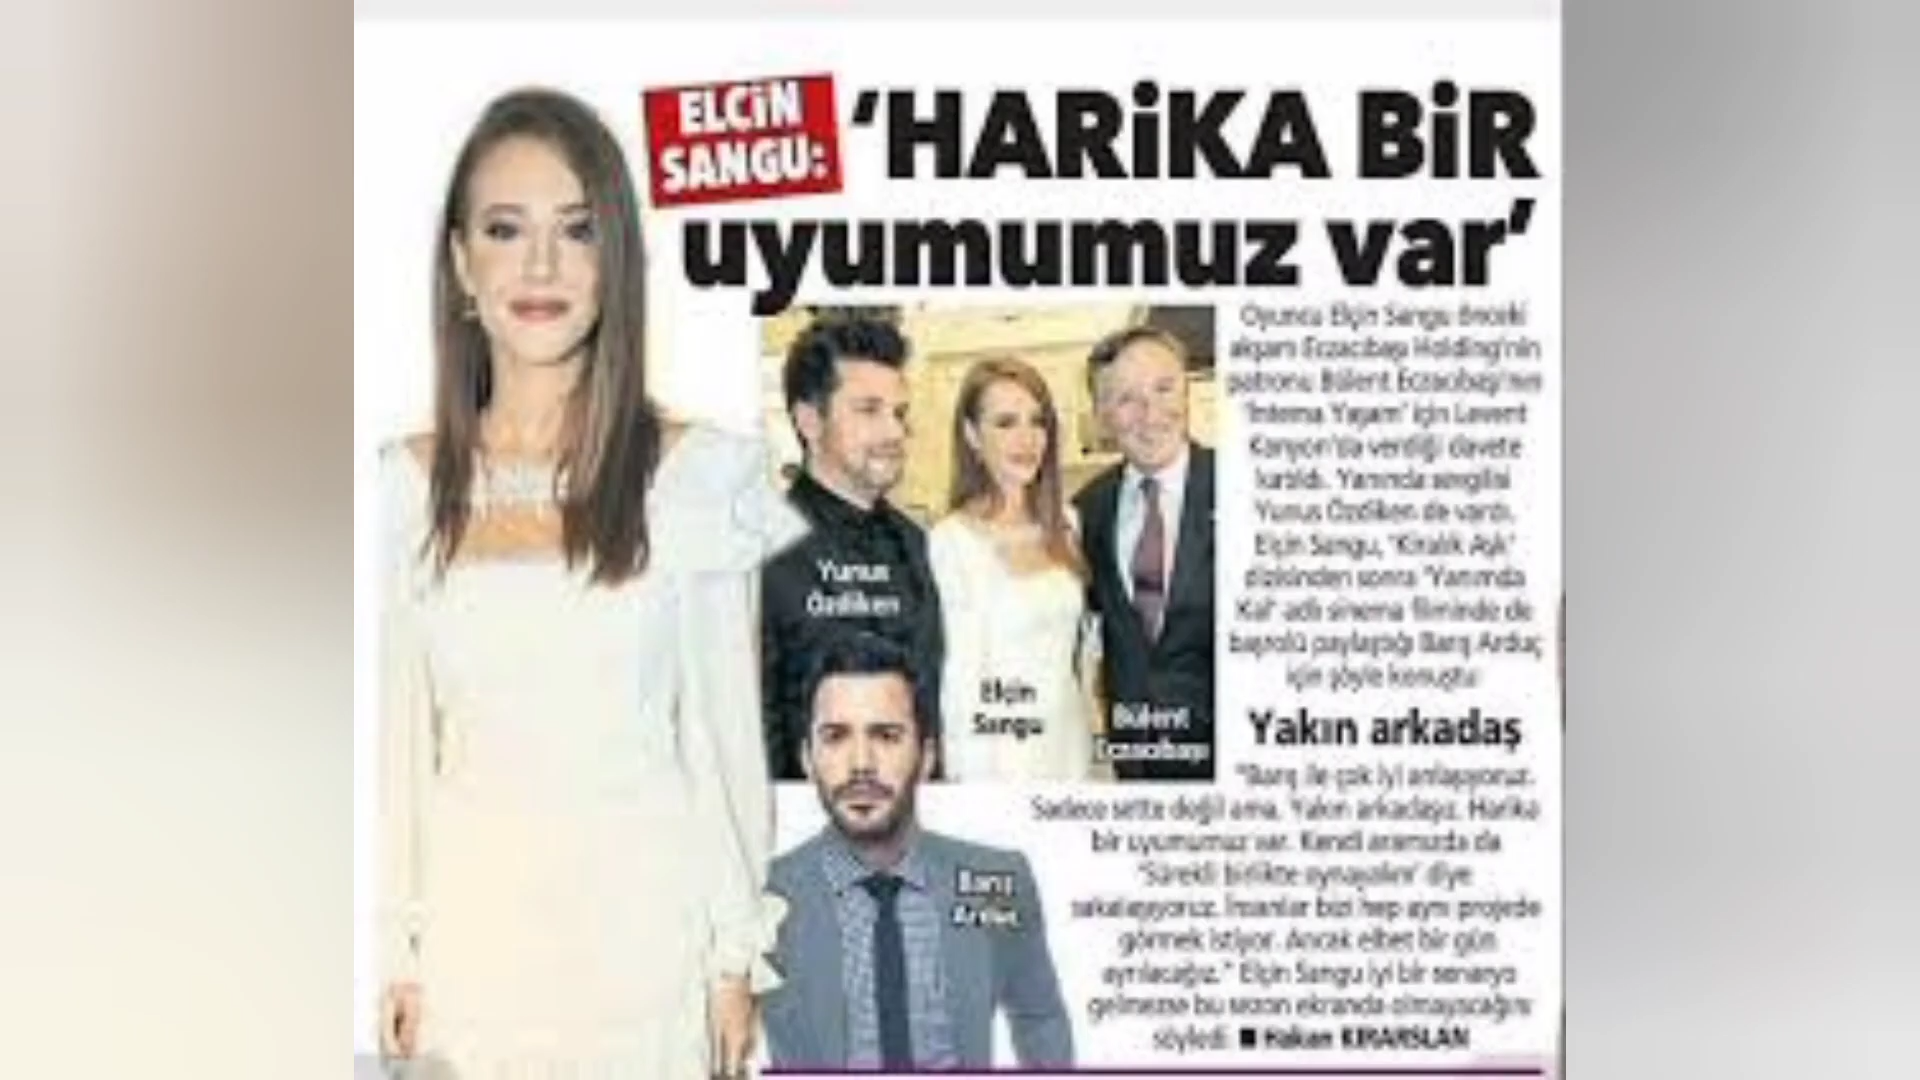 ELÇİN
SANGU:
'HARİKA BİR
uyumumuz var'
Oyuncu Elçin Sangu önceki
akşam Eczacıbaşı Holding'nin
patronu Bülent Eczacıbaşı'nın
'İntema Yaşam' için Levent
Kanyon'da verdiği davete
katıldı. Yanında sevgilisi
Yunus Özdiken de vardı.
Elçin Sangu, "Kiralık Aşk"
dizisinden sonra 'Yanımda
Kal' adlı sinema filminde de
başrolü paylaştığı Barış Arduç
için şöyle konuştu:
Yakın arkadaş
"Barış ile çok iyi anlaşıyoruz.
Sadece sette değil ama. Yakın arkadaşız. Harika
bir uyumumuz var. Kendi aramızda da
'Sürekli birlikte oynayalım' diye
şakalaşıyoruz. İnsanlar bizi hep aynı projede
görmek istiyor. Ancak elbet bir gün
ayrılacağız." Elçin Sangu iyi bir senaryo
gelmezse bu sezon ekranda olmayacağını
söyledi. ■ Hakan KIRARSLAN
Yunus
Özdiken
Elçin
Sangu
Bülent
Eczacıbaşı
Barış
Arduç